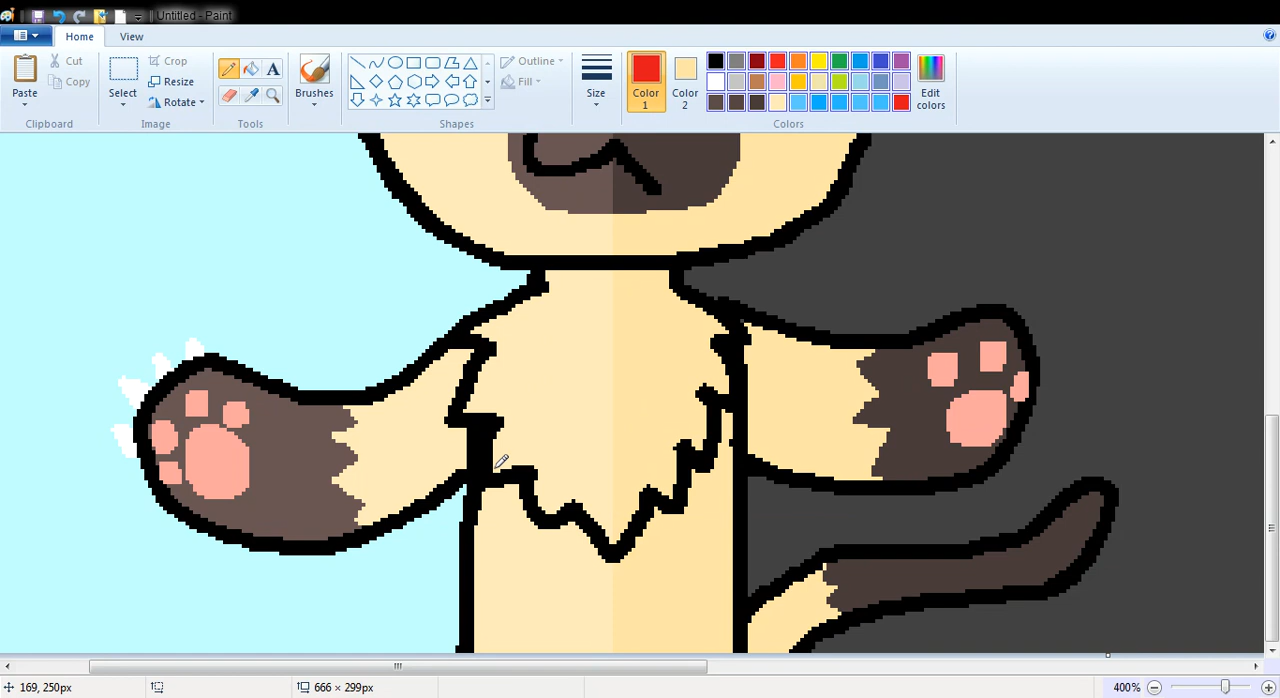 Untitled - Paint
Home View
Paste
Cut
Copy
Clipboard
Select
Crop
Resize
Rotate
Image
A
Tools
Brushes
Outline
Fill
Shapes
Size
Color 1
Color 2
Edit colors
Colors
169, 250px
666 × 299px
400%